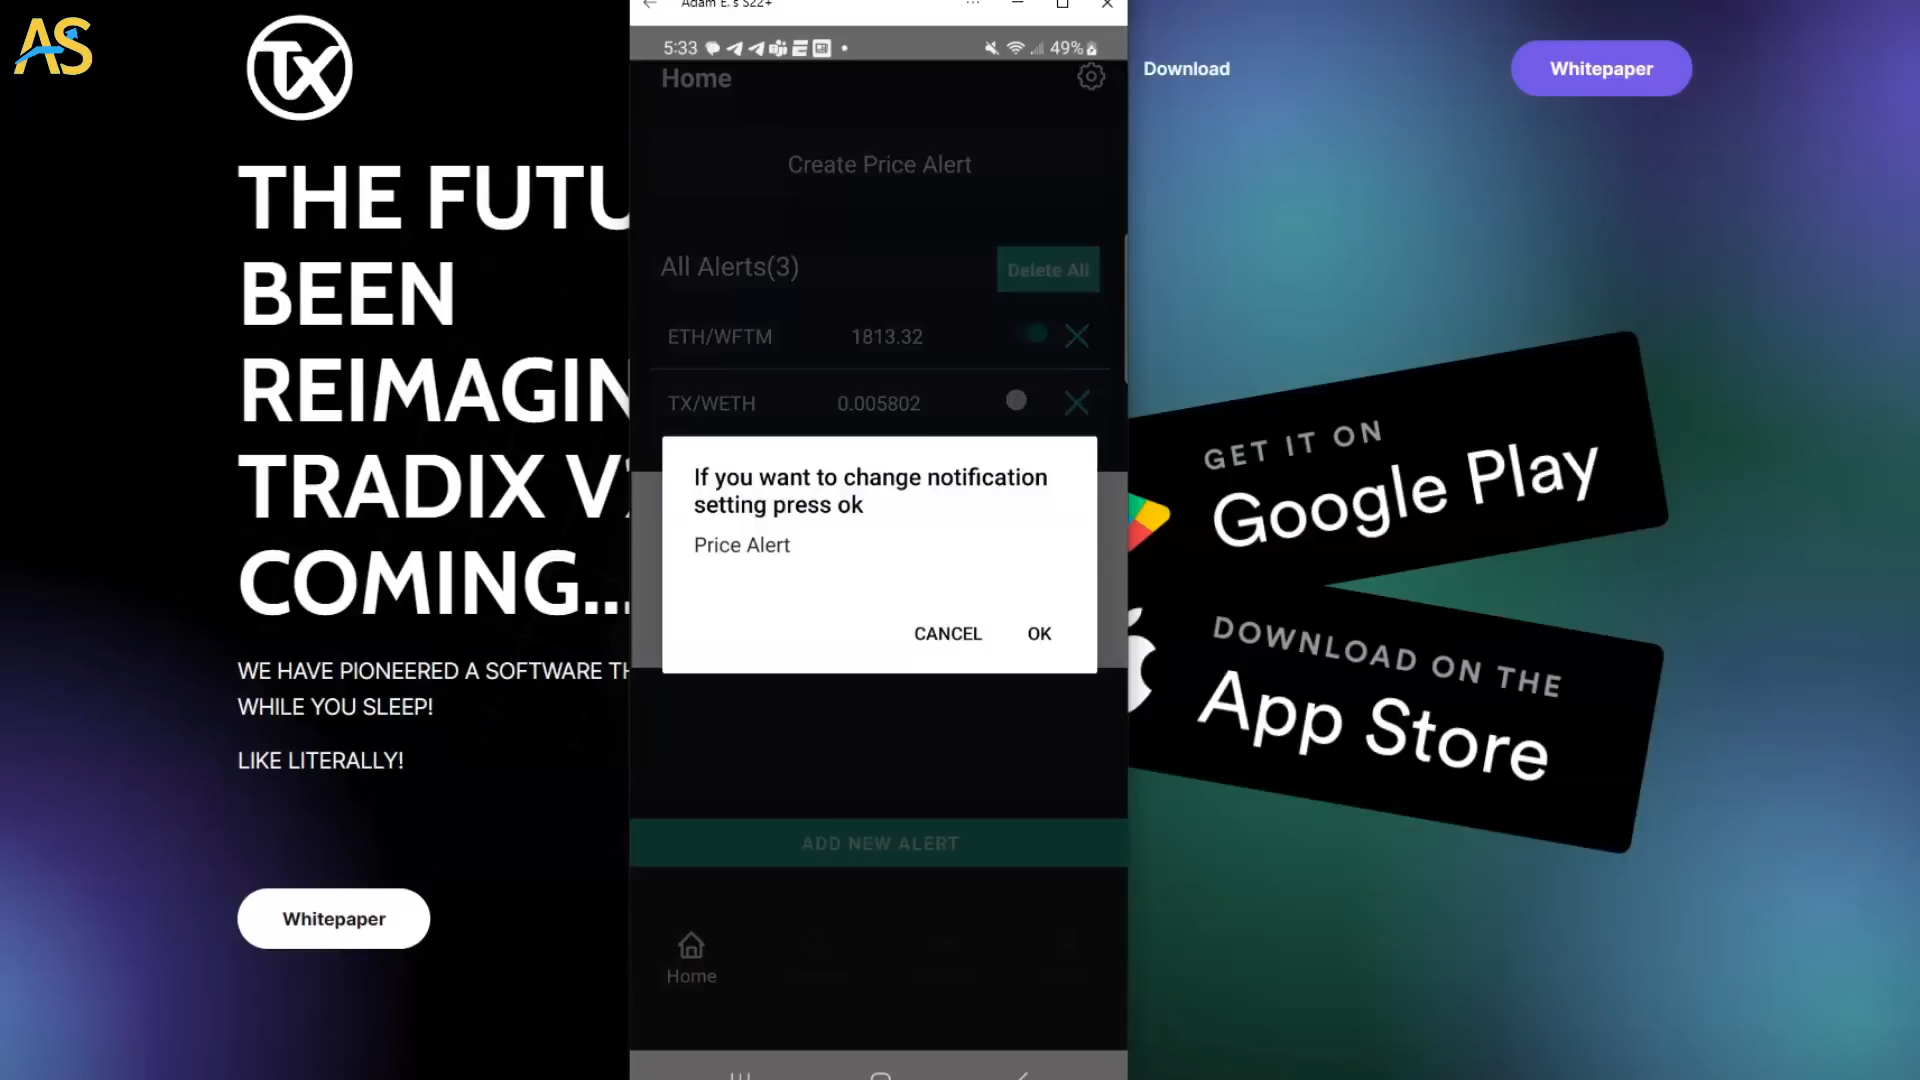 AS
TX
THE FUTU
BEEN
REIMAGIN
TRADIX V
COMING...
WE HAVE PIONEERED A SOFTWARE TH
WHILE YOU SLEEP!
LIKE LITERALLY!
Whitepaper
Adam E.'s S22+
5:33
49%
Home
Create Price Alert
All Alerts(3)
Delete All
ETH/WFTM 1813.32
TX/WETH 0.005802
If you want to change notification
setting press ok
Price Alert
CANCEL OK
ADD NEW ALERT
Home
Download
Whitepaper
GET IT ON
Google Play
DOWNLOAD ON THE
App Store